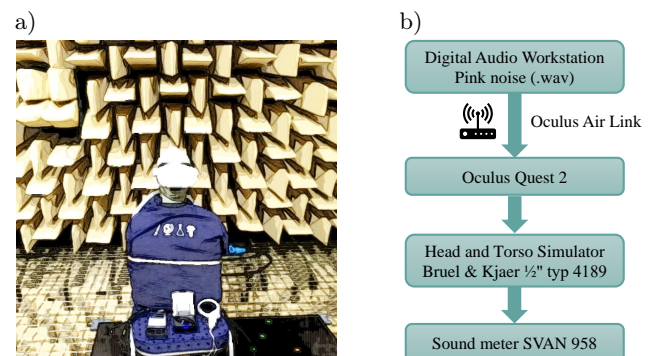 a)
b)
Digital Audio Workstation
Pink noise (.wav)
Oculus Air Link
Oculus Quest 2
Head and Torso Simulator
Bruel & Kjaer ½" typ 4189
Sound meter SVAN 958